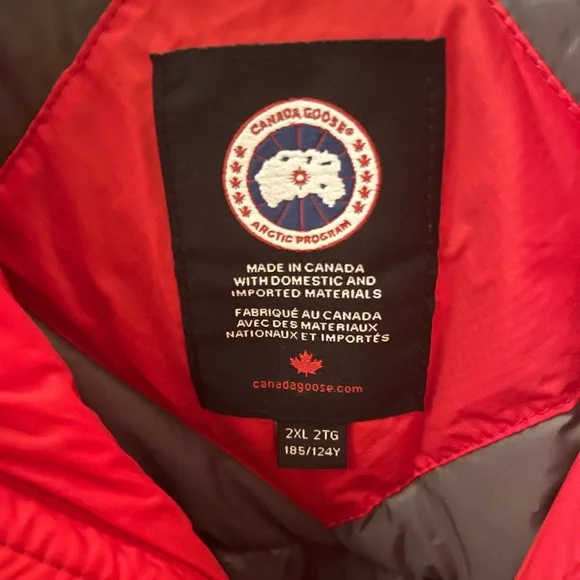 CANADA GOOSE®
ARCTIC PROGRAM
MADE IN CANADA
WITH DOMESTIC AND
IMPORTED MATERIALS
FABRIQUÉ AU CANADA
AVEC DES MATERIAUX
NATIONAUX ET IMPORTÉS
canadagoose.com
2XL 2TG
185/124Y